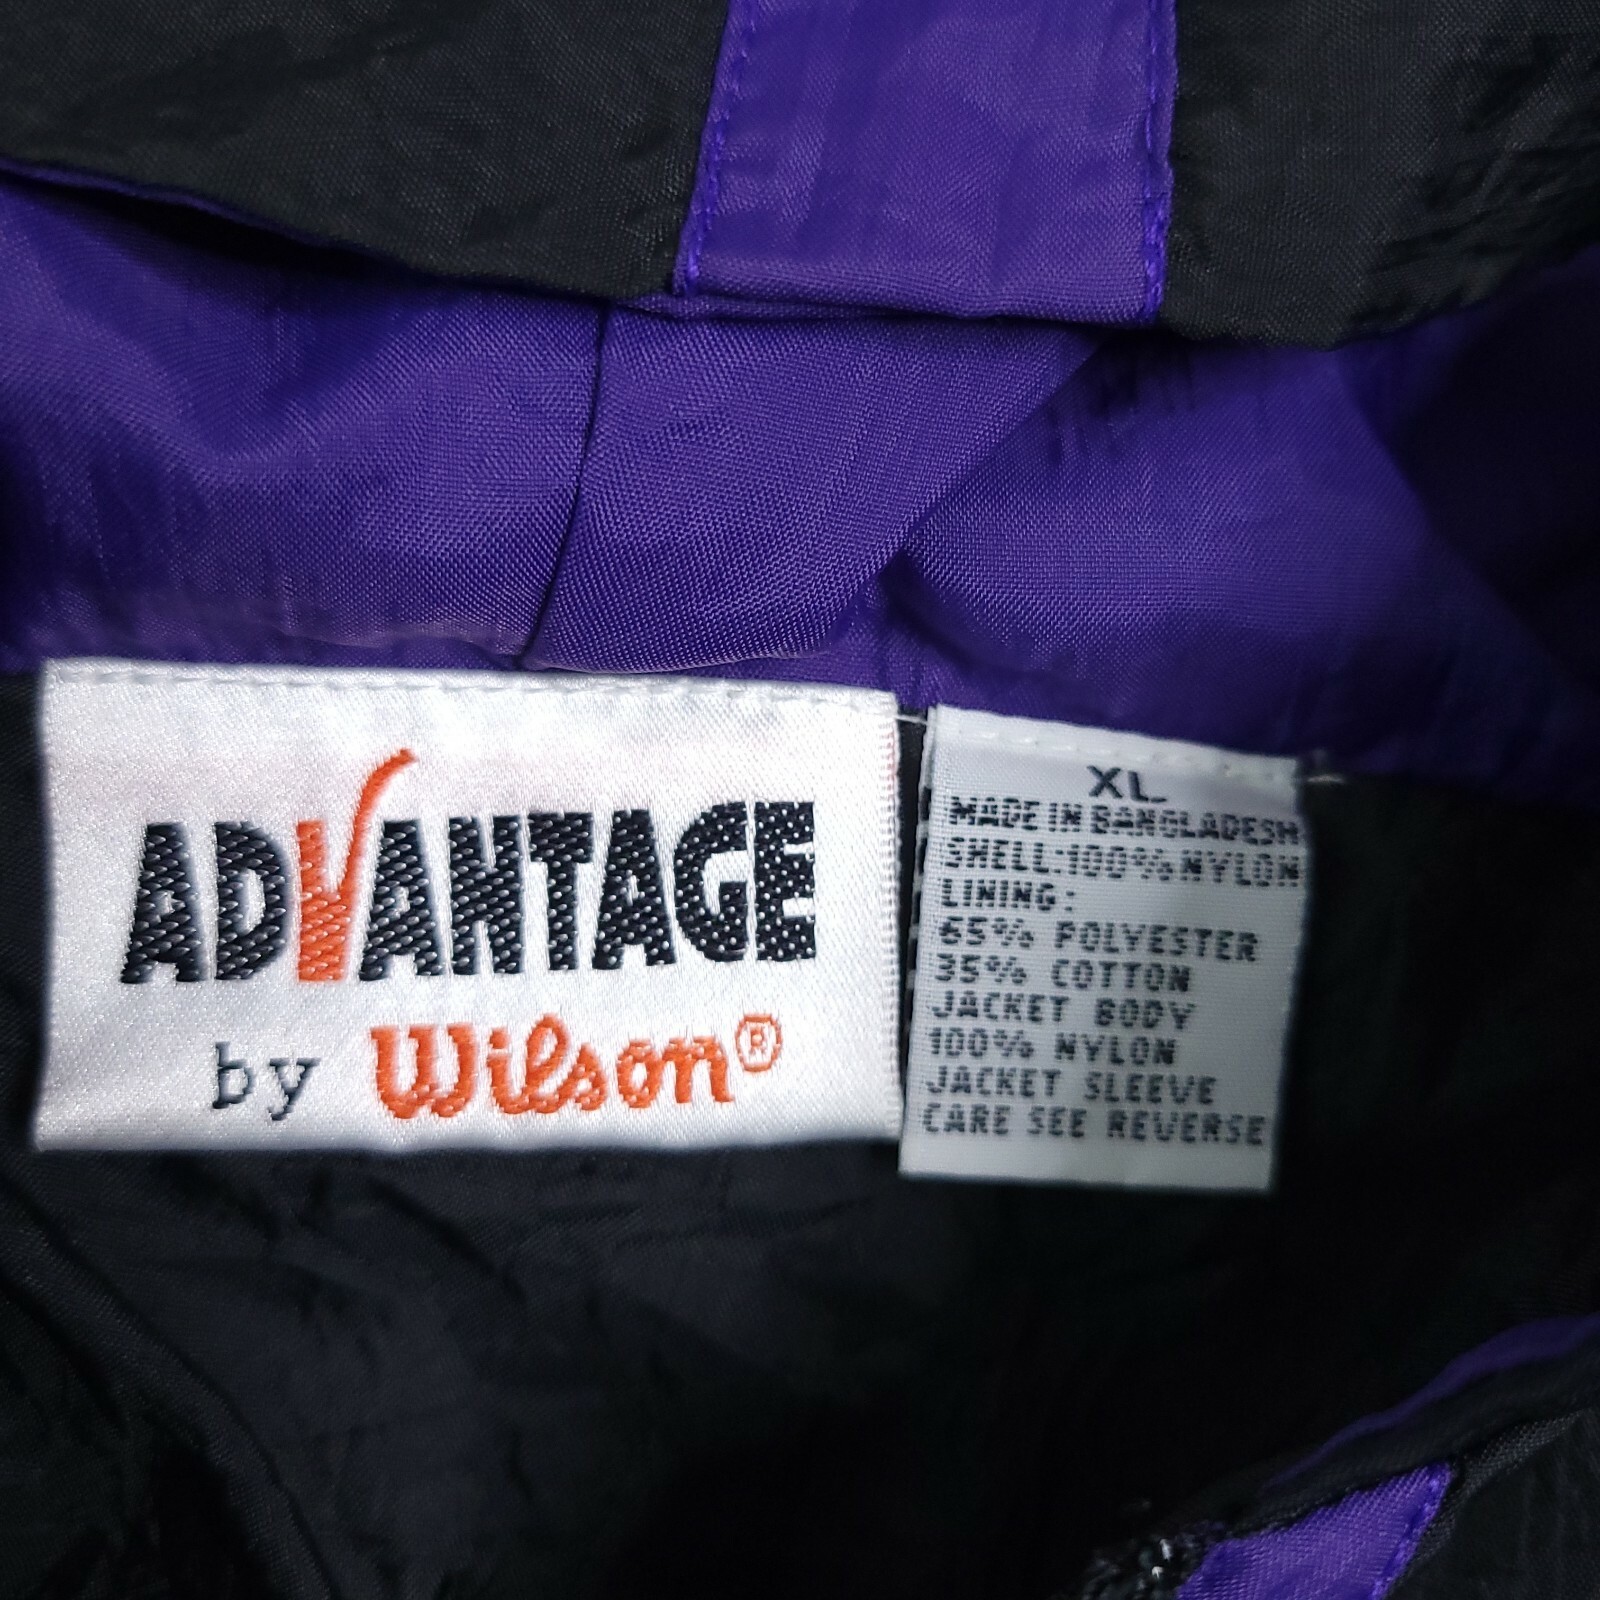 ADVANTAGE
by Wilson®
XL
MADE IN BANGLADESH
SHELL:100% NYLON
LINING:
65% POLYESTER
35% COTTON
JACKET BODY
100% NYLON
JACKET SLEEVE
CARE SEE REVERSE